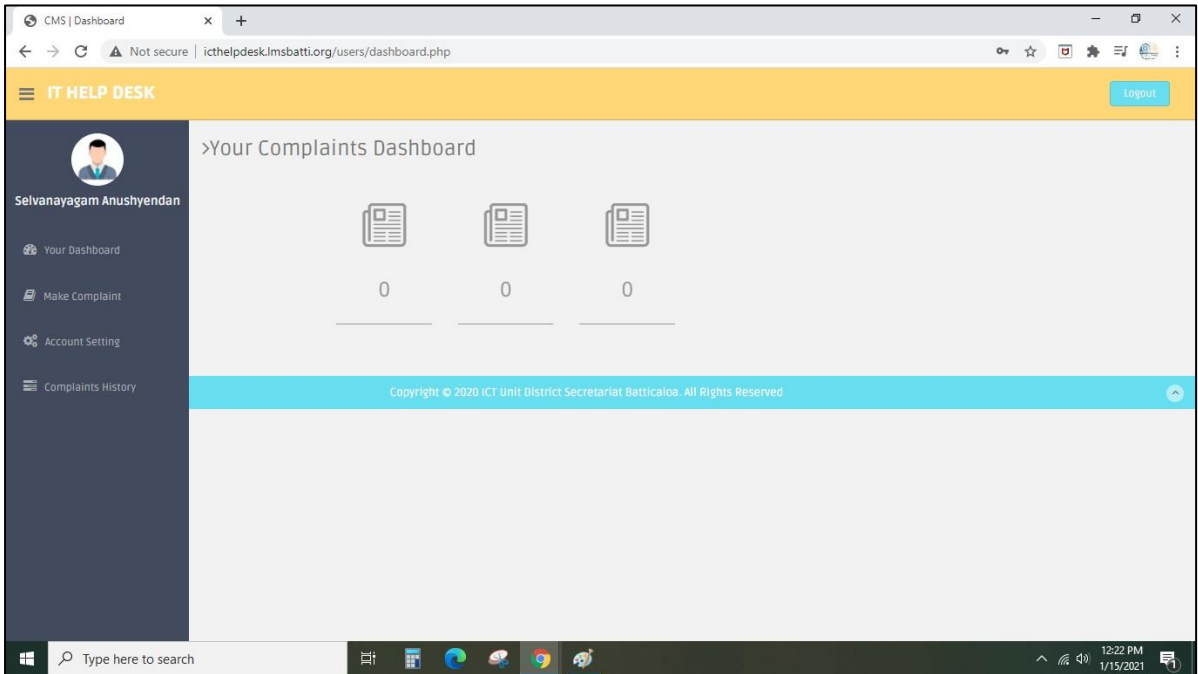 CMS | Dashboard
Not secure | icthelpdesk.lmsbatti.org/users/dashboard.php
IT HELP DESK
Logout
Selvanayagam Anushyendan
Your Dashboard
Make Complaint
Account Setting
Complaints History
>Your Complaints Dashboard
0 0 0
Copyright © 2020 ICT Unit District Secretariat Batticaloa. All Rights Reserved
Type here to search
12:22 PM
1/15/2021
1